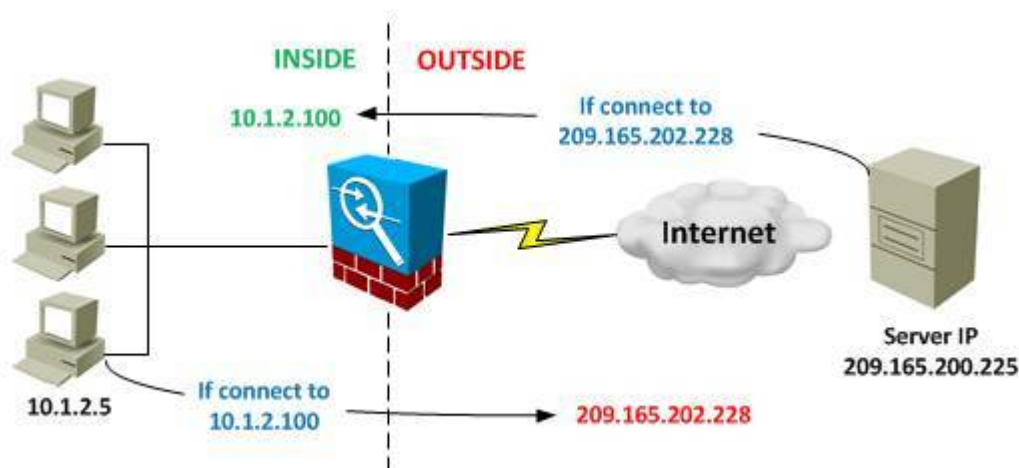 INSIDE
OUTSIDE
10.1.2.100
If connect to
209.165.202.228
Internet
Server IP
209.165.200.225
10.1.2.5
If connect to
10.1.2.100
209.165.202.228